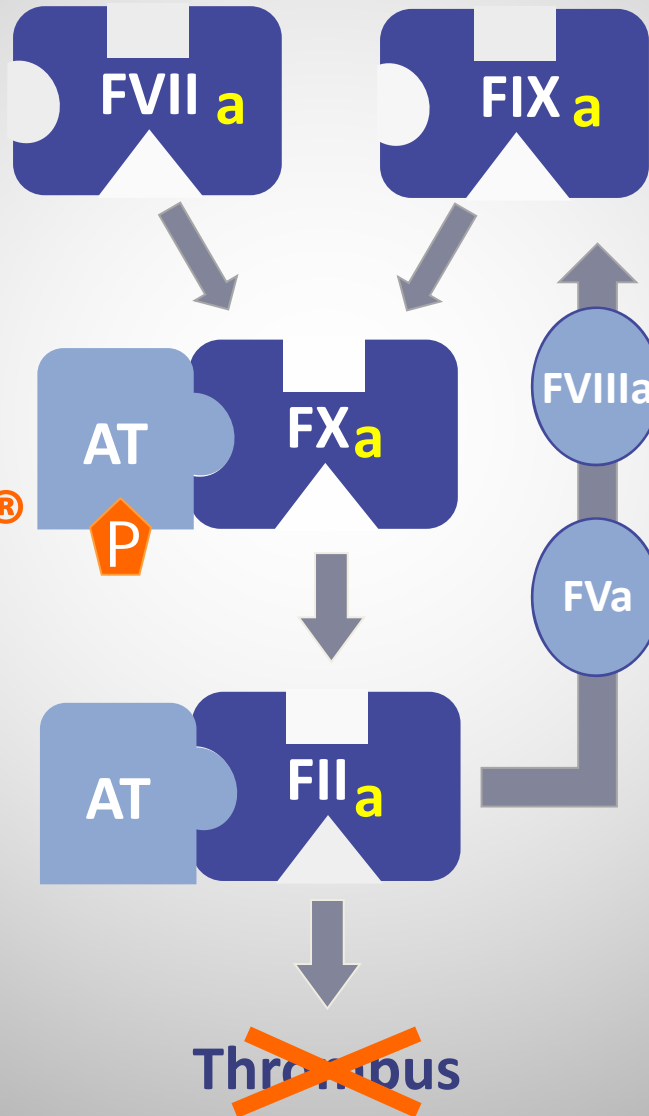 FVII a
FIX a
AT
FX a
FVIIIa
®
P
FVa
AT
FII a
Thrombus